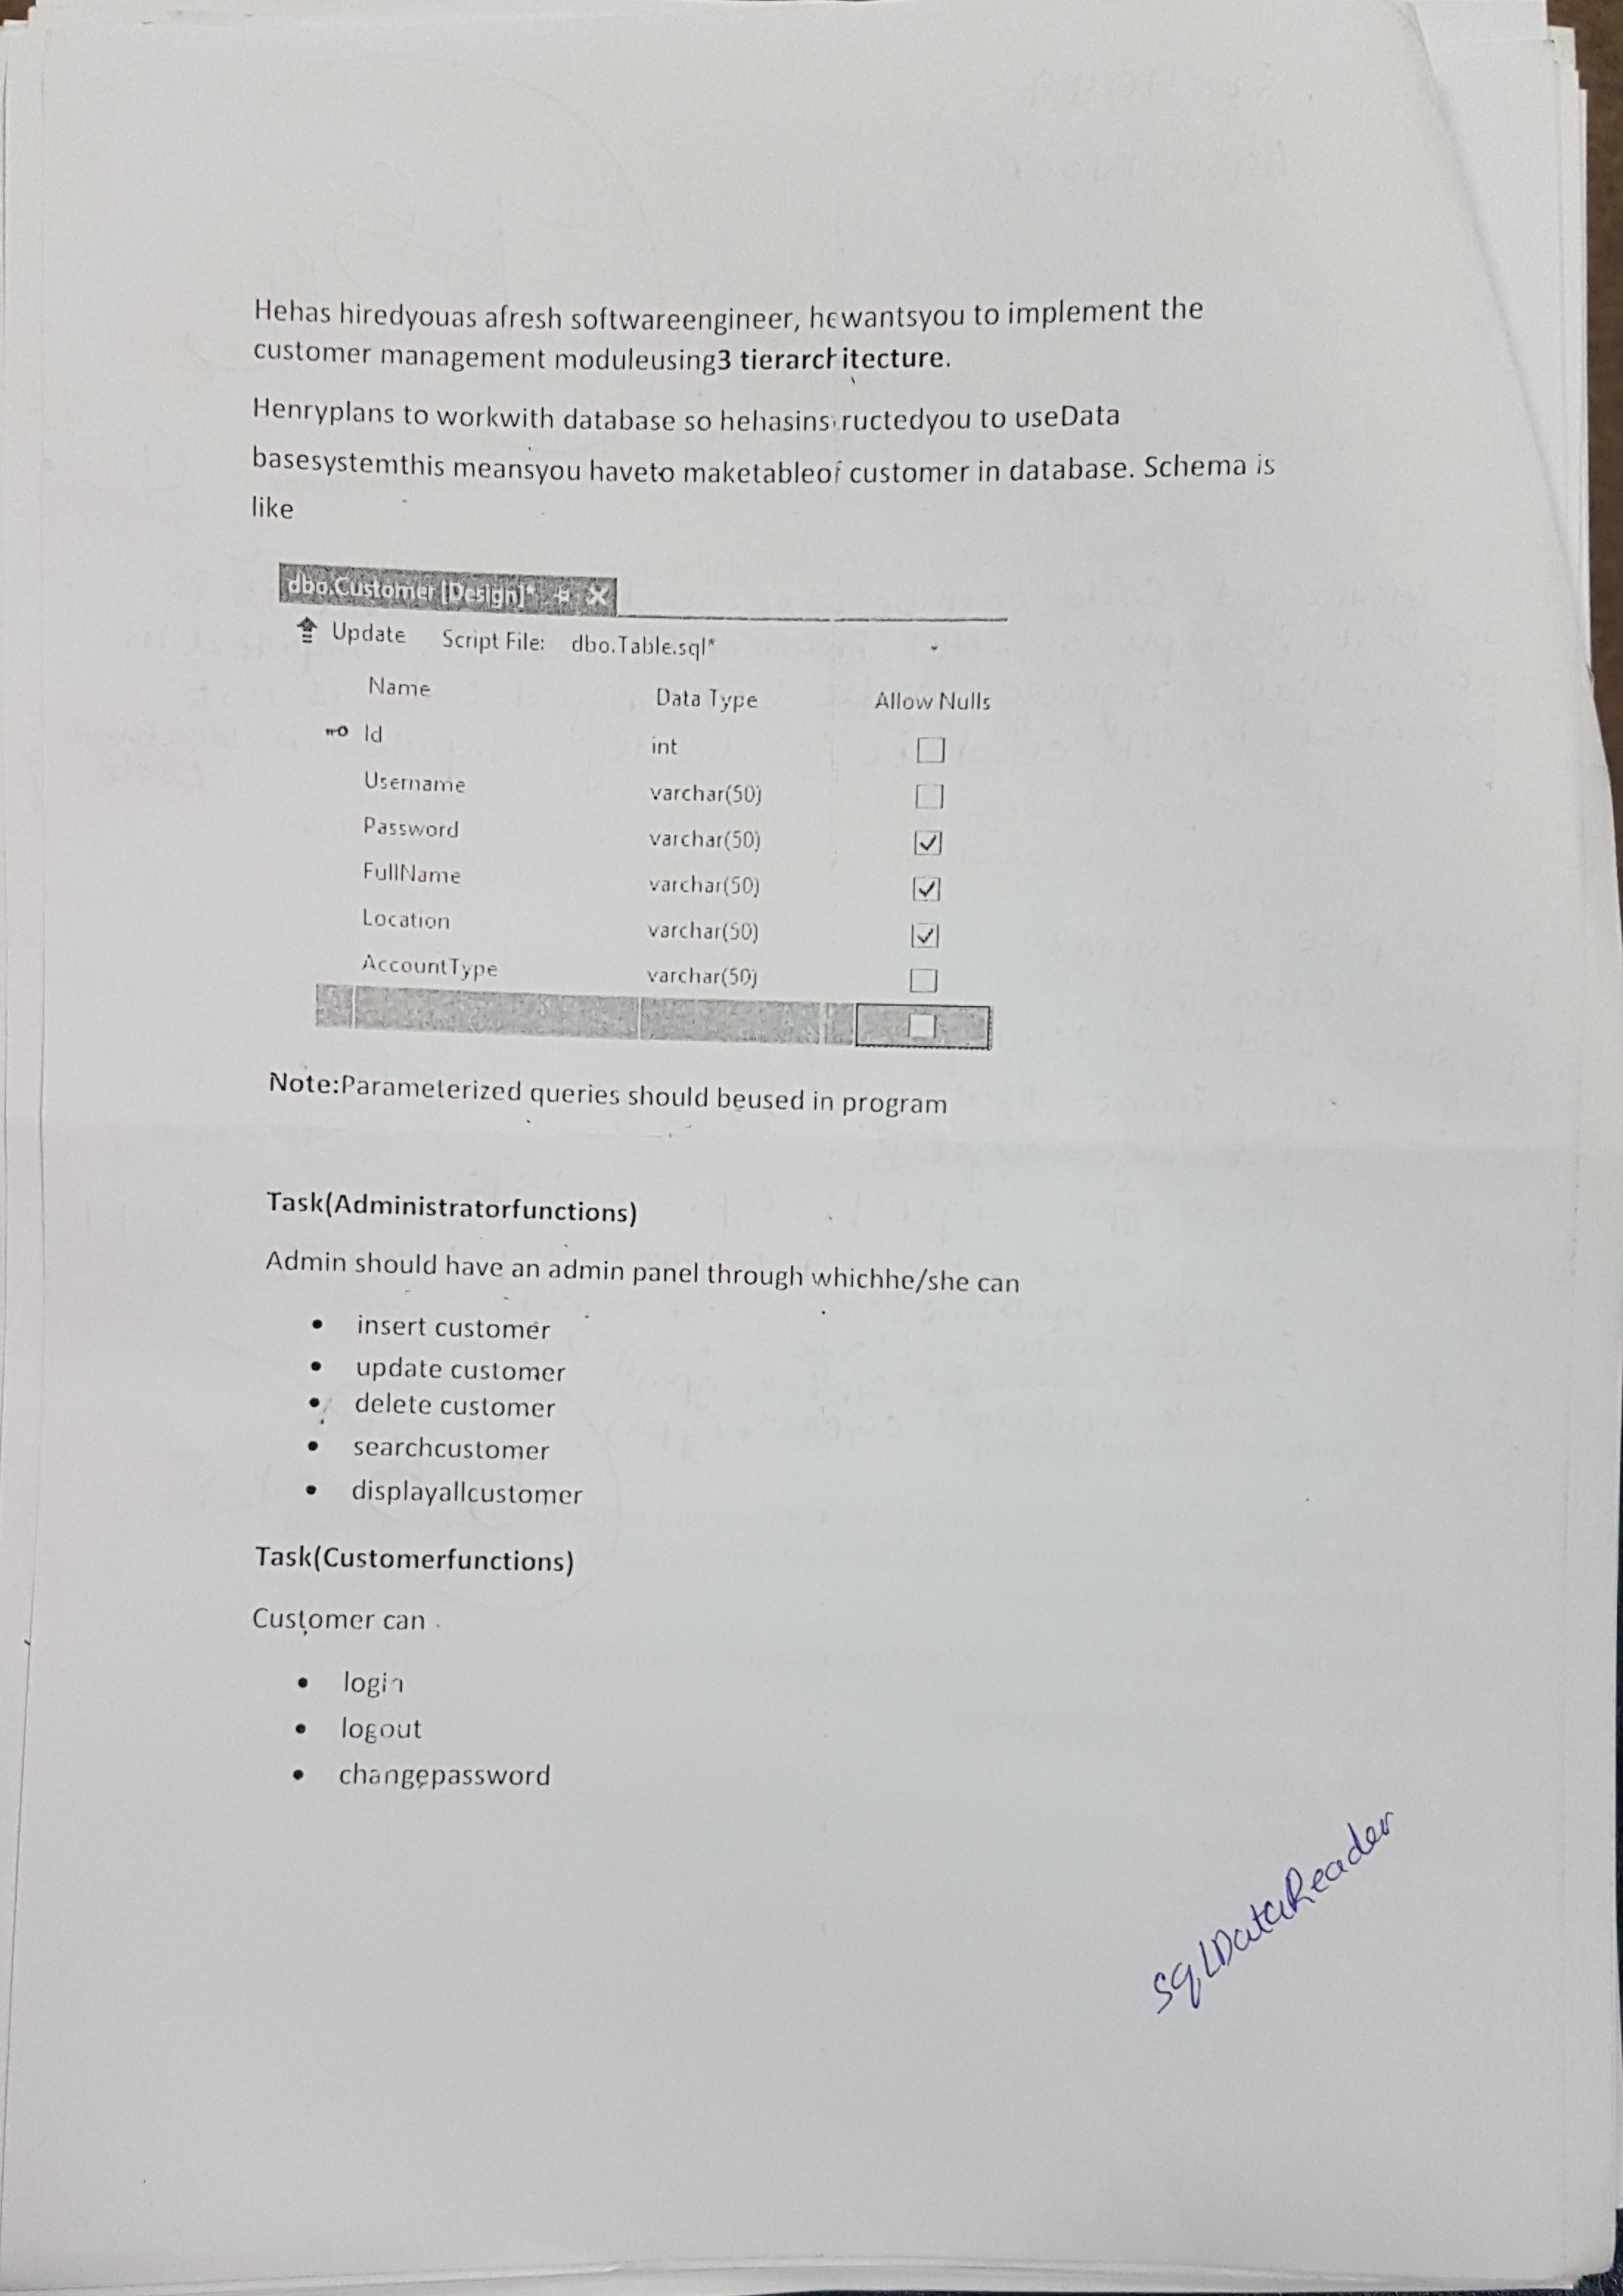 Hehas hiredyouas afresh softwareengineer, hewantsyou to implement the
customer management moduleusing3 tierarchitecture.
Henryplans to workwith database so hehasins ructedyou to useData
basesystemthis meansyou haveto maketableof customer in database. Schema is
like
dbo.Customer [Design]*
Update Script File: dbo.Table.sql*
Name Data Type Allow Nulls
Id int
Username varchar(50)
Password varchar(50)
FullName varchar(50)
Location varchar(50)
AccountType varchar(50)
Note:Parameterized queries should beused in program
Task(Administratorfunctions)
Admin should have an admin panel through whichhe/she can
• insert customer
• update customer
• delete customer
• searchcustomer
• displayallcustomer
Task(Customerfunctions)
Customer can
• login
• logout
• changepassword
SqlDataReader